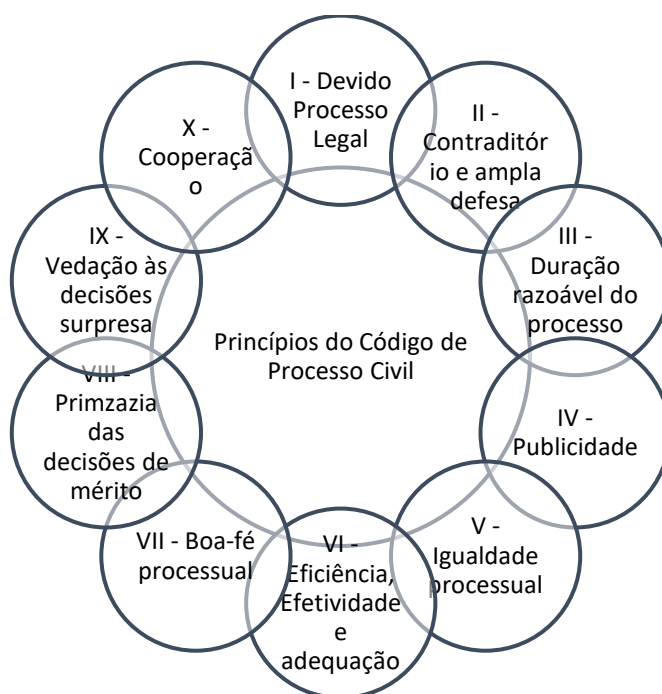 I - Devido
Processo
Legal
II -
Contraditór
io e ampla
defesa
III -
Duração
razoável do
processo
IV -
Publicidade
V -
Igualdade
processual
VI -
Eficiência,
Efetividade
e
adequação
VII - Boa-fé
processual
VIII -
Primzazia
das
decisões de
mérito
IX -
Vedação às
decisões
surpresa
X -
Cooperaçã
o
Princípios do Código de
Processo Civil